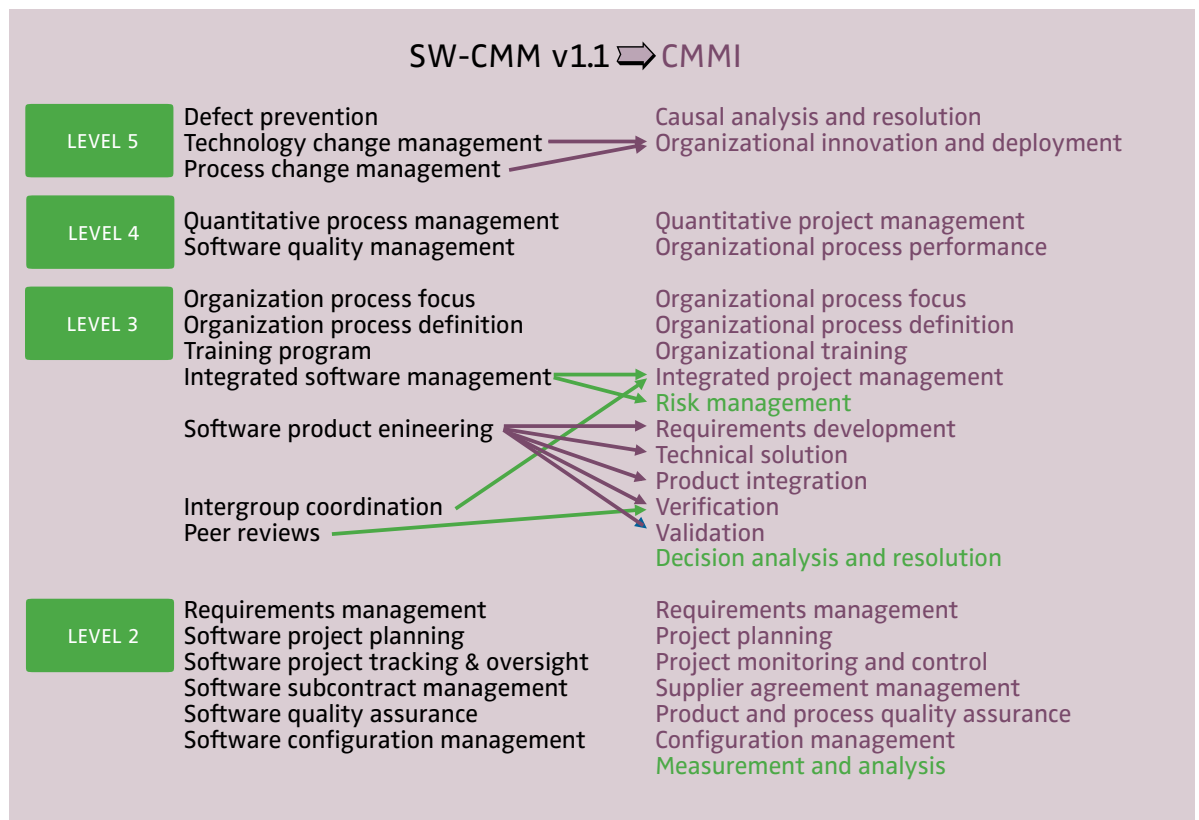 SW-CMM v1.1 CMMI
LEVEL 5
Defect prevention
Technology change management
Process change management
Causal analysis and resolution
Organizational innovation and deployment
LEVEL 4
Quantitative process management
Software quality management
Quantitative project management
Organizational process performance
LEVEL 3
Organization process focus
Organization process definition
Training program
Integrated software management
Software product enineering
Intergroup coordination
Peer reviews
Organizational process focus
Organizational process definition
Organizational training
Integrated project management
Risk management
Requirements development
Technical solution
Product integration
Verification
Validation
Decision analysis and resolution
LEVEL 2
Requirements management
Software project planning
Software project tracking & oversight
Software subcontract management
Software quality assurance
Software configuration management
Requirements management
Project planning
Project monitoring and control
Supplier agreement management
Product and process quality assurance
Configuration management
Measurement and analysis